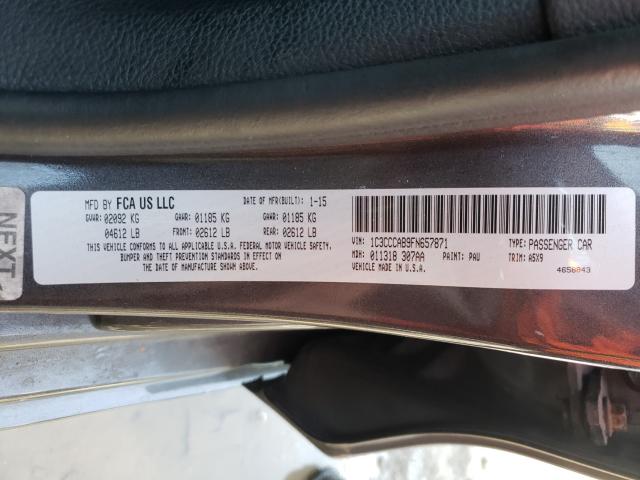 NEXT
MFD BY FCA US LLC DATE OF MFR(BUILT): 1-15
GVWR: 02092 KG GAWR: 01185 KG GAWR: 01185 KG
04612 LB FRONT: 02612 LB REAR: 02612 LB
THIS VEHICLE CONFORMS TO ALL APPLICABLE U.S.A. FEDERAL MOTOR VEHICLE SAFETY,
BUMPER AND THEFT PREVENTION STANDARDS IN EFFECT ON
THE DATE OF MANUFACTURE SHOWN ABOVE.
VIN: 1C3CCCAB9FN657871 TYPE: PASSENGER CAR
MDH: 011318 307AA PAINT: PAU TRIM: A5X9
VEHICLE MADE IN U.S.A.